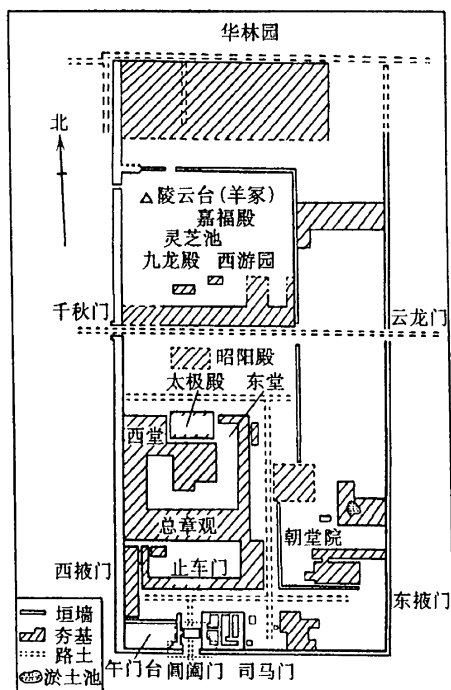 华林园
北
陵云台(羊冢)
嘉福殿
灵芝池
九龙殿 西游园
千秋门
云龙门
昭阳殿
太极殿 东堂
西堂
总章观
朝堂院
止车门
西掖门
东掖门
垣墙
夯基
路土
淤土池
午门台 阊阖门 司马门